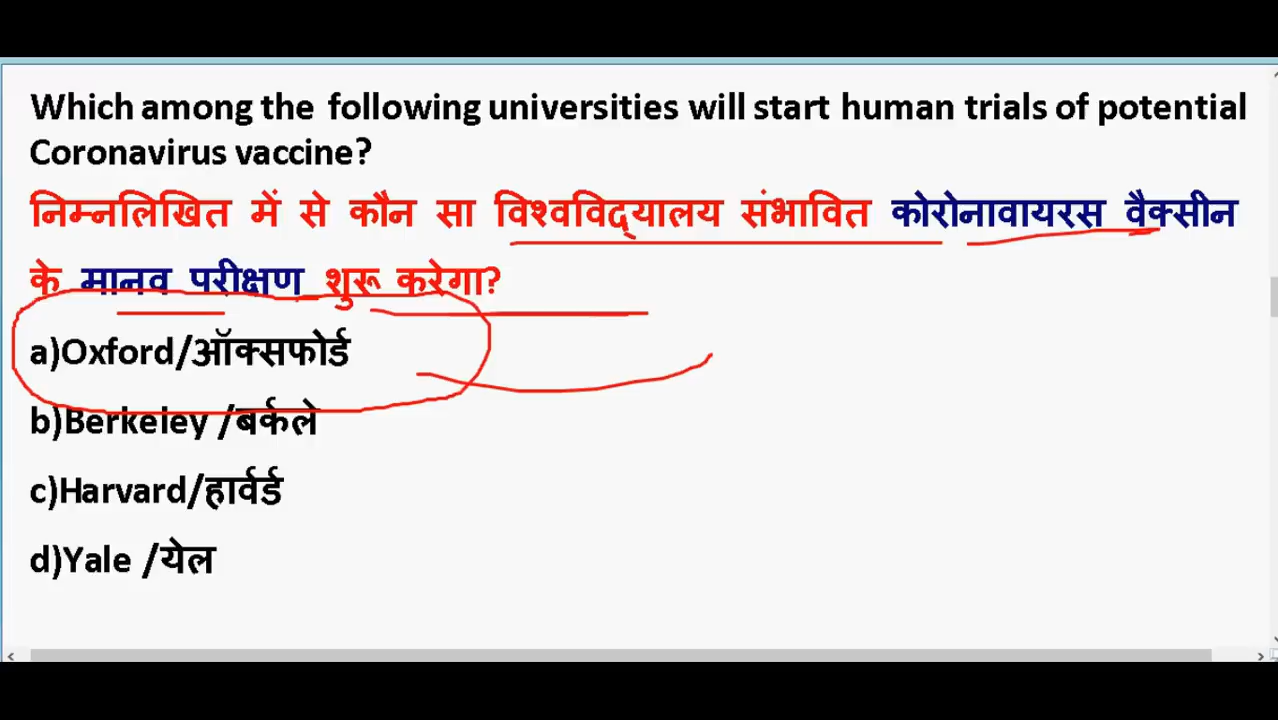 Which among the following universities will start human trials of potential
Coronavirus vaccine?
निम्नलिखित में से कौन सा विश्वविद्यालय संभावित कोरोनावायरस वैक्सीन
के मानव परीक्षण शुरू करेगा?
a)Oxford/ऑक्सफोर्ड
b)Berkeley /बर्कले
c)Harvard/हार्वर्ड
d)Yale /येल